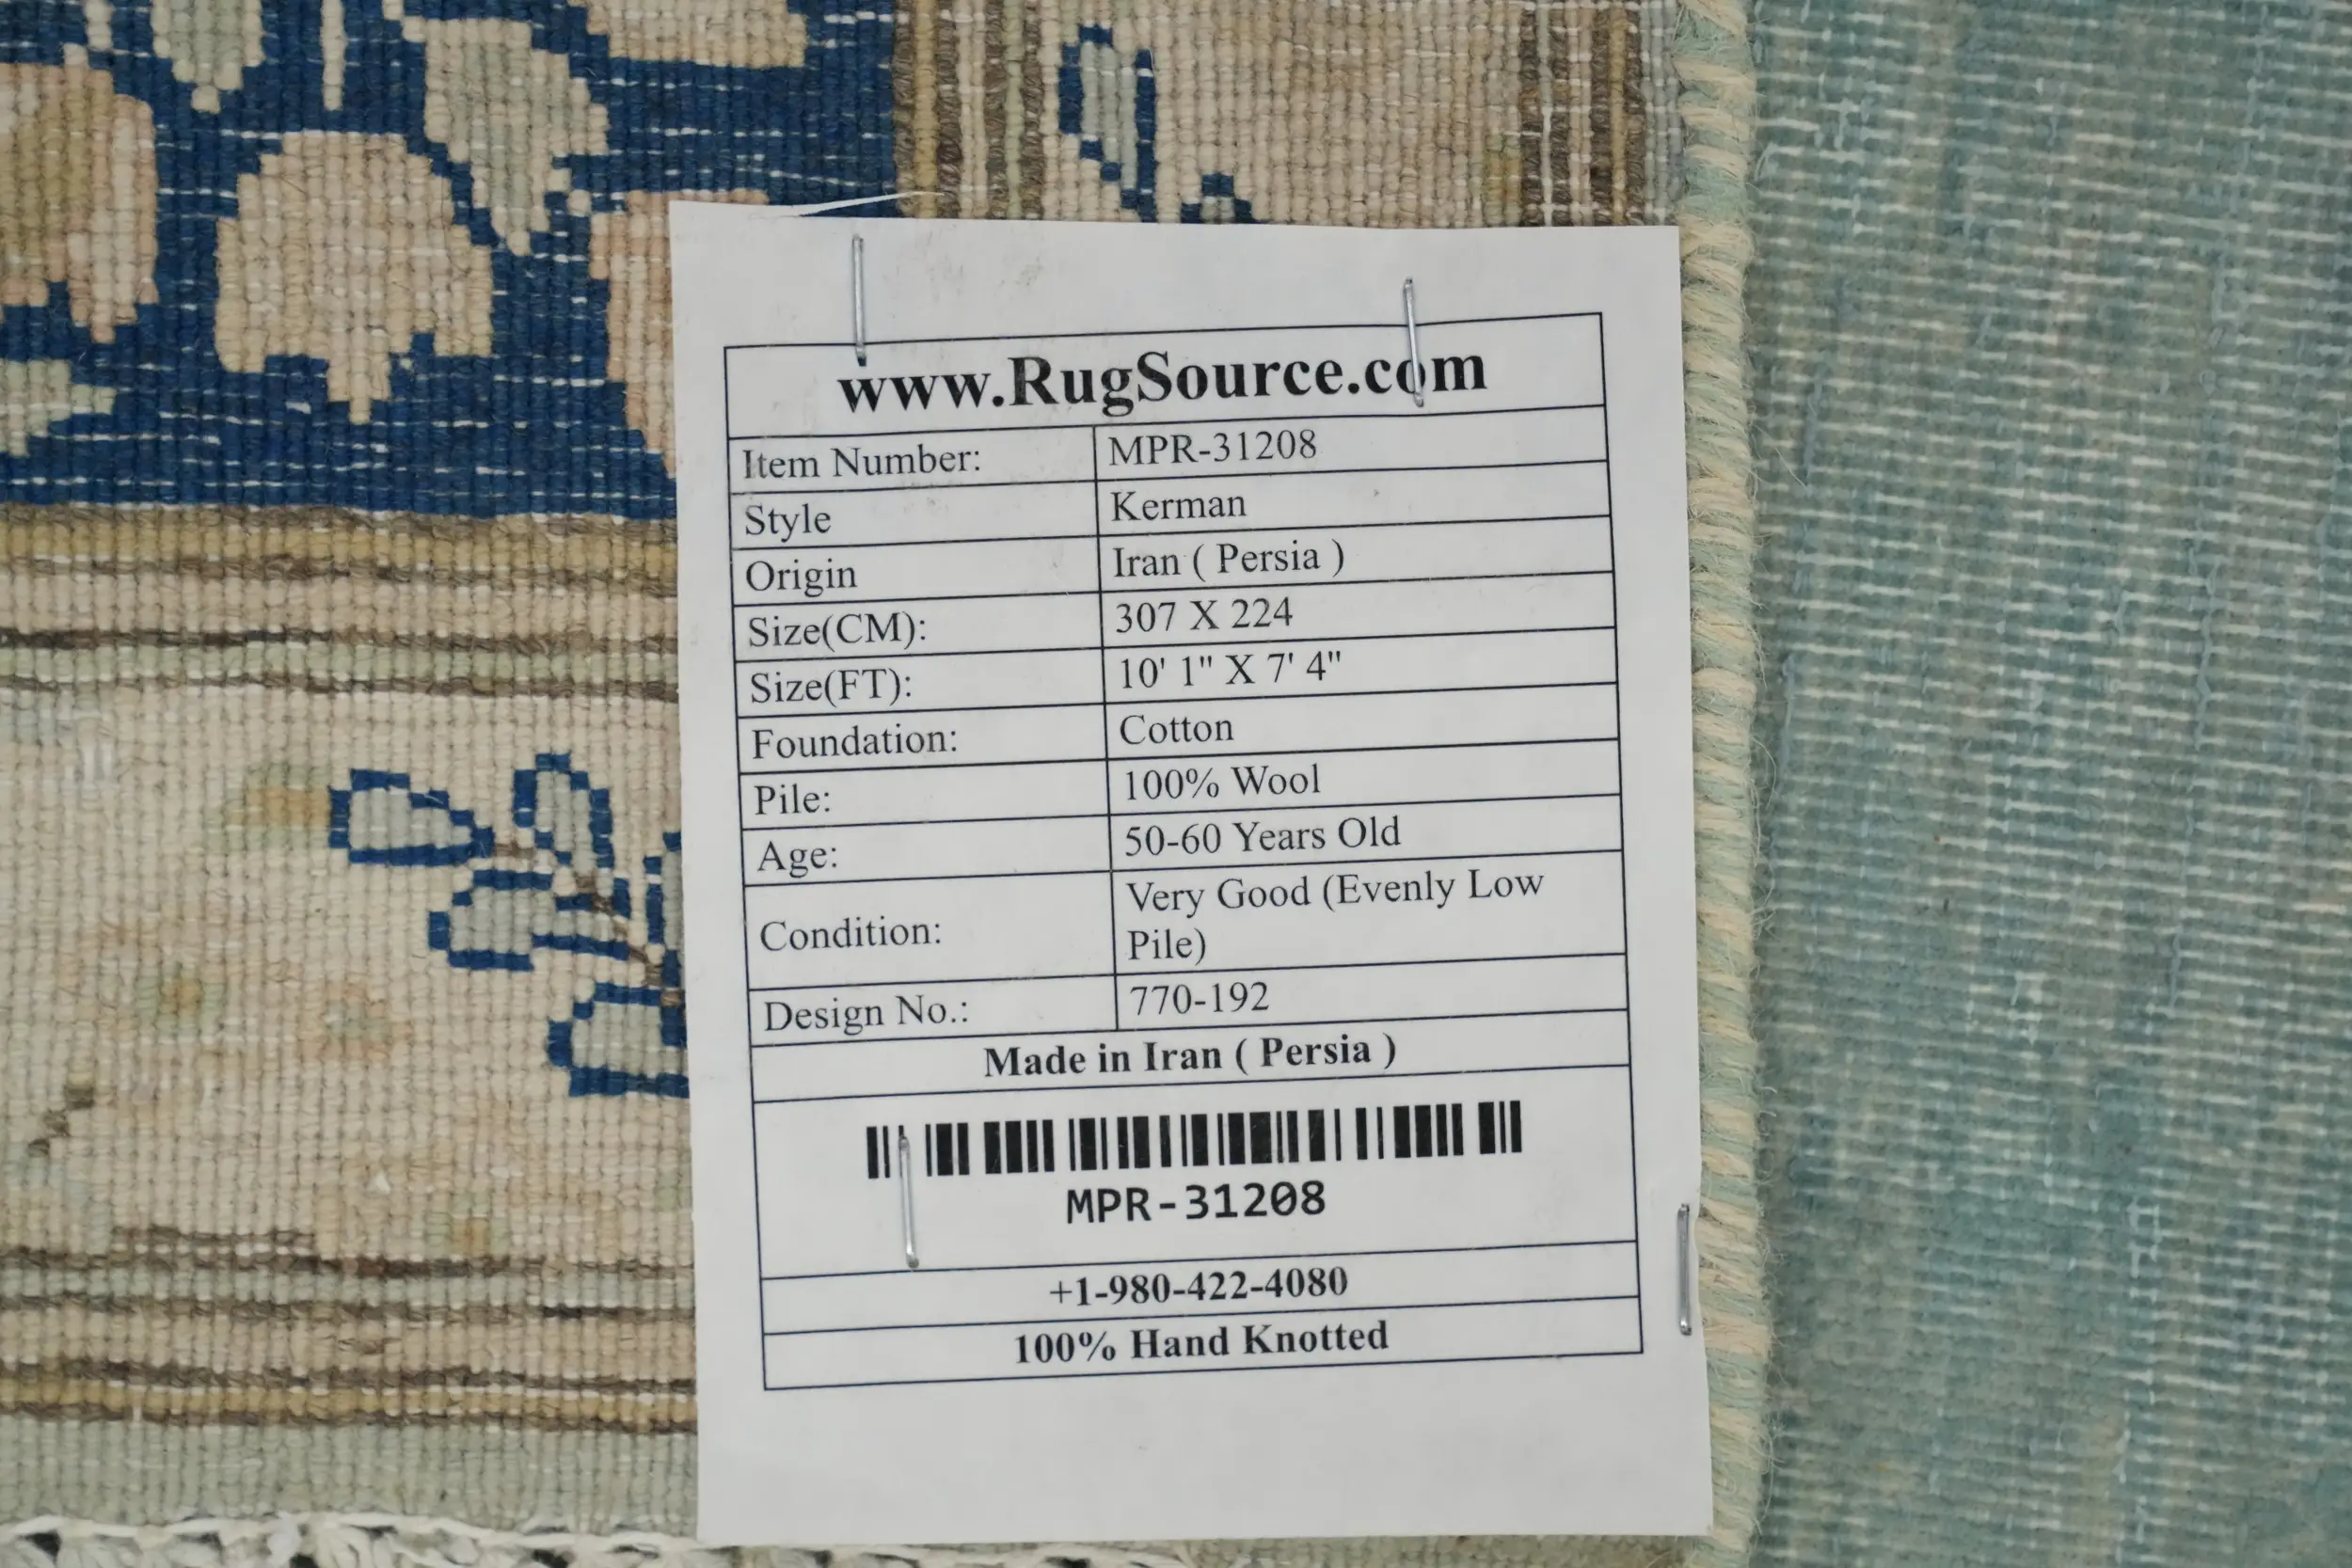 www.RugSource.com
Item Number: MPR-31208
Style Kerman
Origin Iran ( Persia )
Size(CM): 307 X 224
Size(FT): 10' 1" X 7' 4"
Foundation: Cotton
Pile: 100% Wool
Age: 50-60 Years Old
Condition: Very Good (Evenly Low
Pile)
Design No.: 770-192
Made in Iran ( Persia )
MPR-31208
+1-980-422-4080
100% Hand Knotted